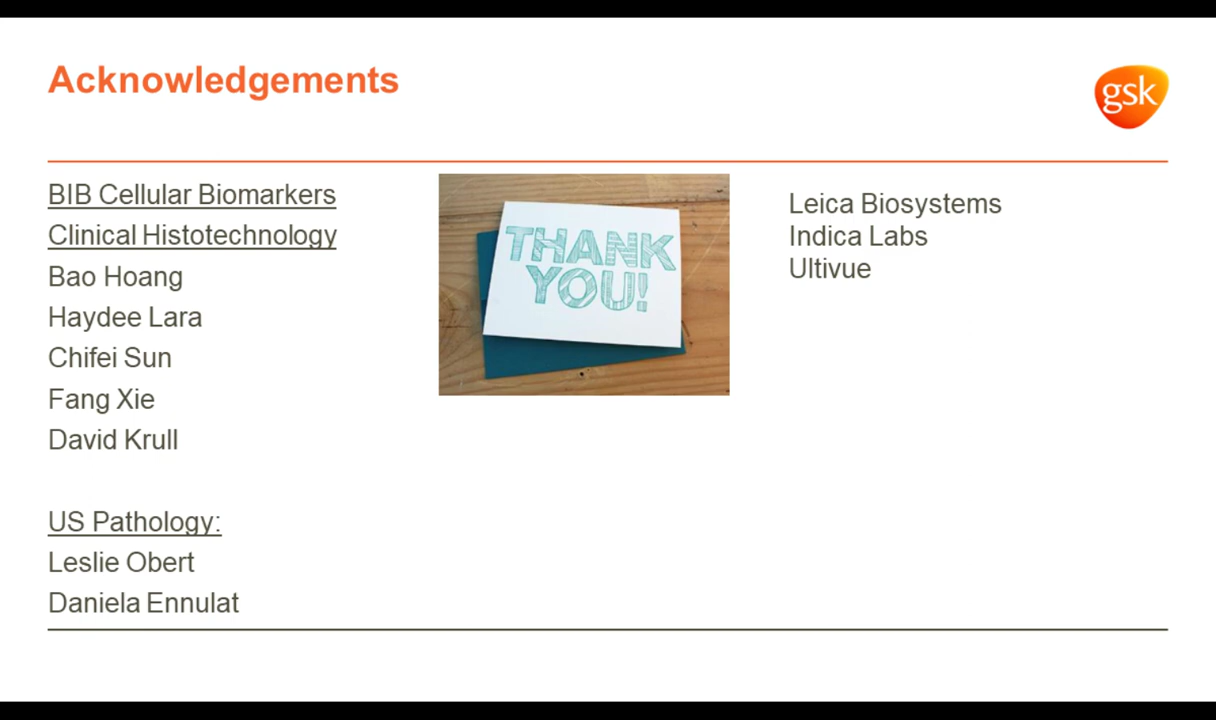 Acknowledgements
gsk
BIB Cellular Biomarkers
Clinical Histotechnology
Bao Hoang
Haydee Lara
Chifei Sun
Fang Xie
David Krull
US Pathology:
Leslie Obert
Daniela Ennulat
THANK
YOU!
Leica Biosystems
Indica Labs
Ultivue